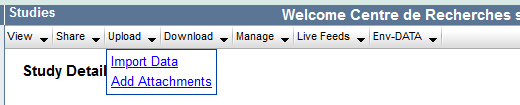 Studies Welcome Centre de Recherches s
View Share Upload Download Manage Live Feeds Env-DATA
Import Data
Study Detail
Add Attachments